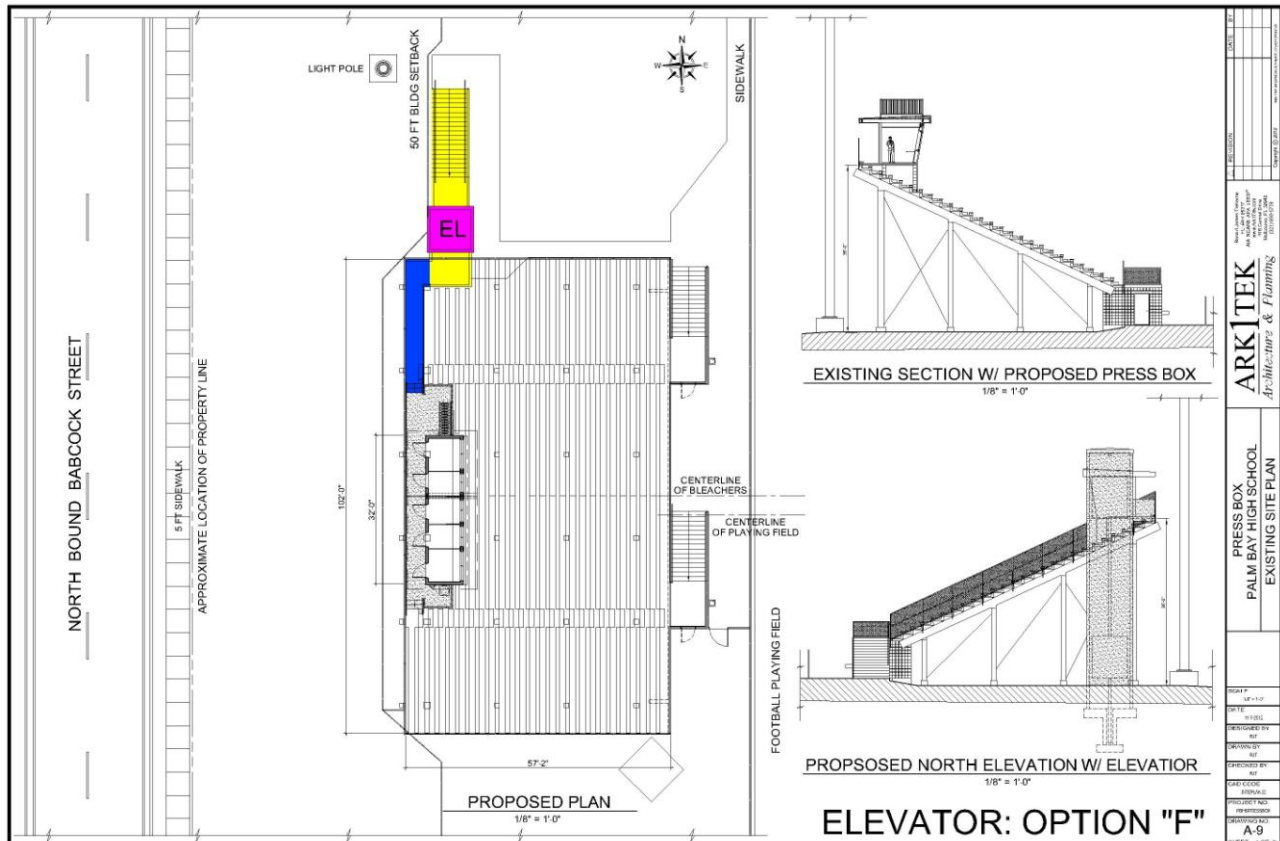 LIGHT POLE
50 FT BLDG SETBACK
N
W
E
S
SIDEWALK
EL
NORTH BOUND BABCOCK STREET
5 FT SIDEWALK
APPROXIMATE LOCATION OF PROPERTY LINE
102'0"
32'0"
CENTERLINE
OF BLEACHERS
CENTERLINE
OF PLAYING FIELD
FOOTBALL PLAYING FIELD
57'2"
PROPOSED PLAN
1/8" = 1'0"
EXISTING SECTION W/ PROPOSED PRESS BOX
1/8" = 1'0"
PROPSOSED NORTH ELEVATION W/ ELEVATIOR
1/8" = 1'0"
ELEVATOR: OPTION "F"
BY
DATE
REVISION
ARK1TEK
Architecture & Planning
PRESS BOX
PALM BAY HIGH SCHOOL
EXISTING SITE PLAN
SCALE
DATE
DESIGNED BY
DRAWN BY
CHECKED BY
CAD CODE
PROJECT NO.
DRAWING NO.
A-9